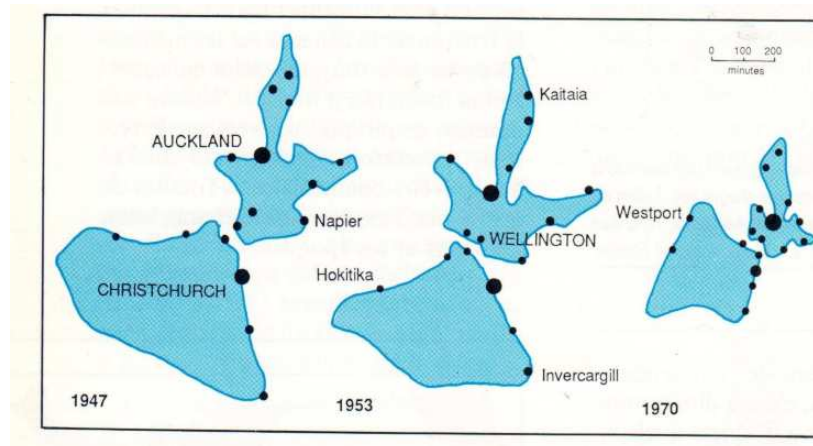 0 100 200
minutes
Kaitaia
AUCKLAND
Napier
Westport
WELLINGTON
Hokitika
CHRISTCHURCH
Invercargill
1947
1953
1970